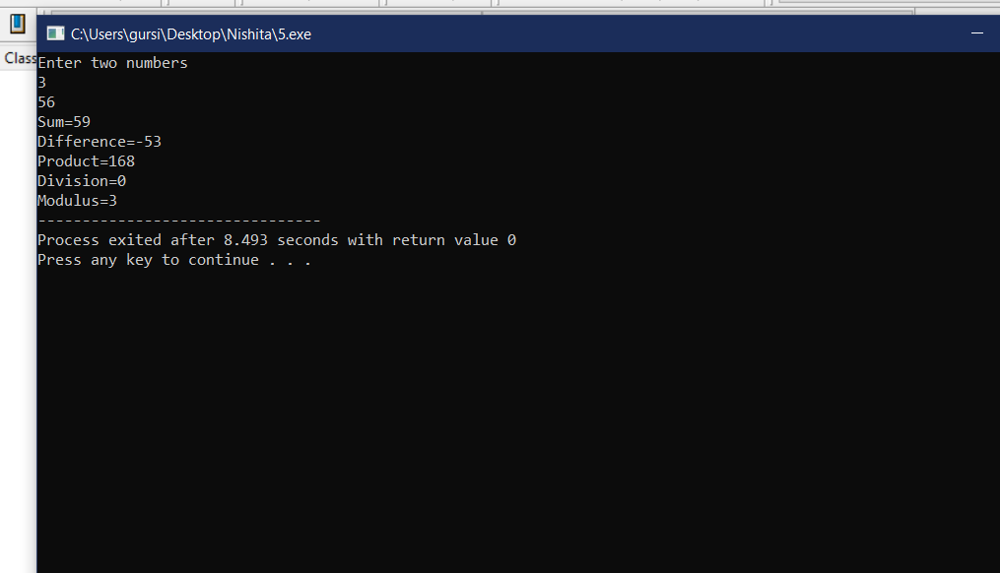 C:\Users\gursi\Desktop\Nishita\5.exe
Class
Enter two numbers
3
56
Sum=59
Difference=-53
Product=168
Division=0
Modulus=3
--------------------------------
Process exited after 8.493 seconds with return value 0
Press any key to continue . . .